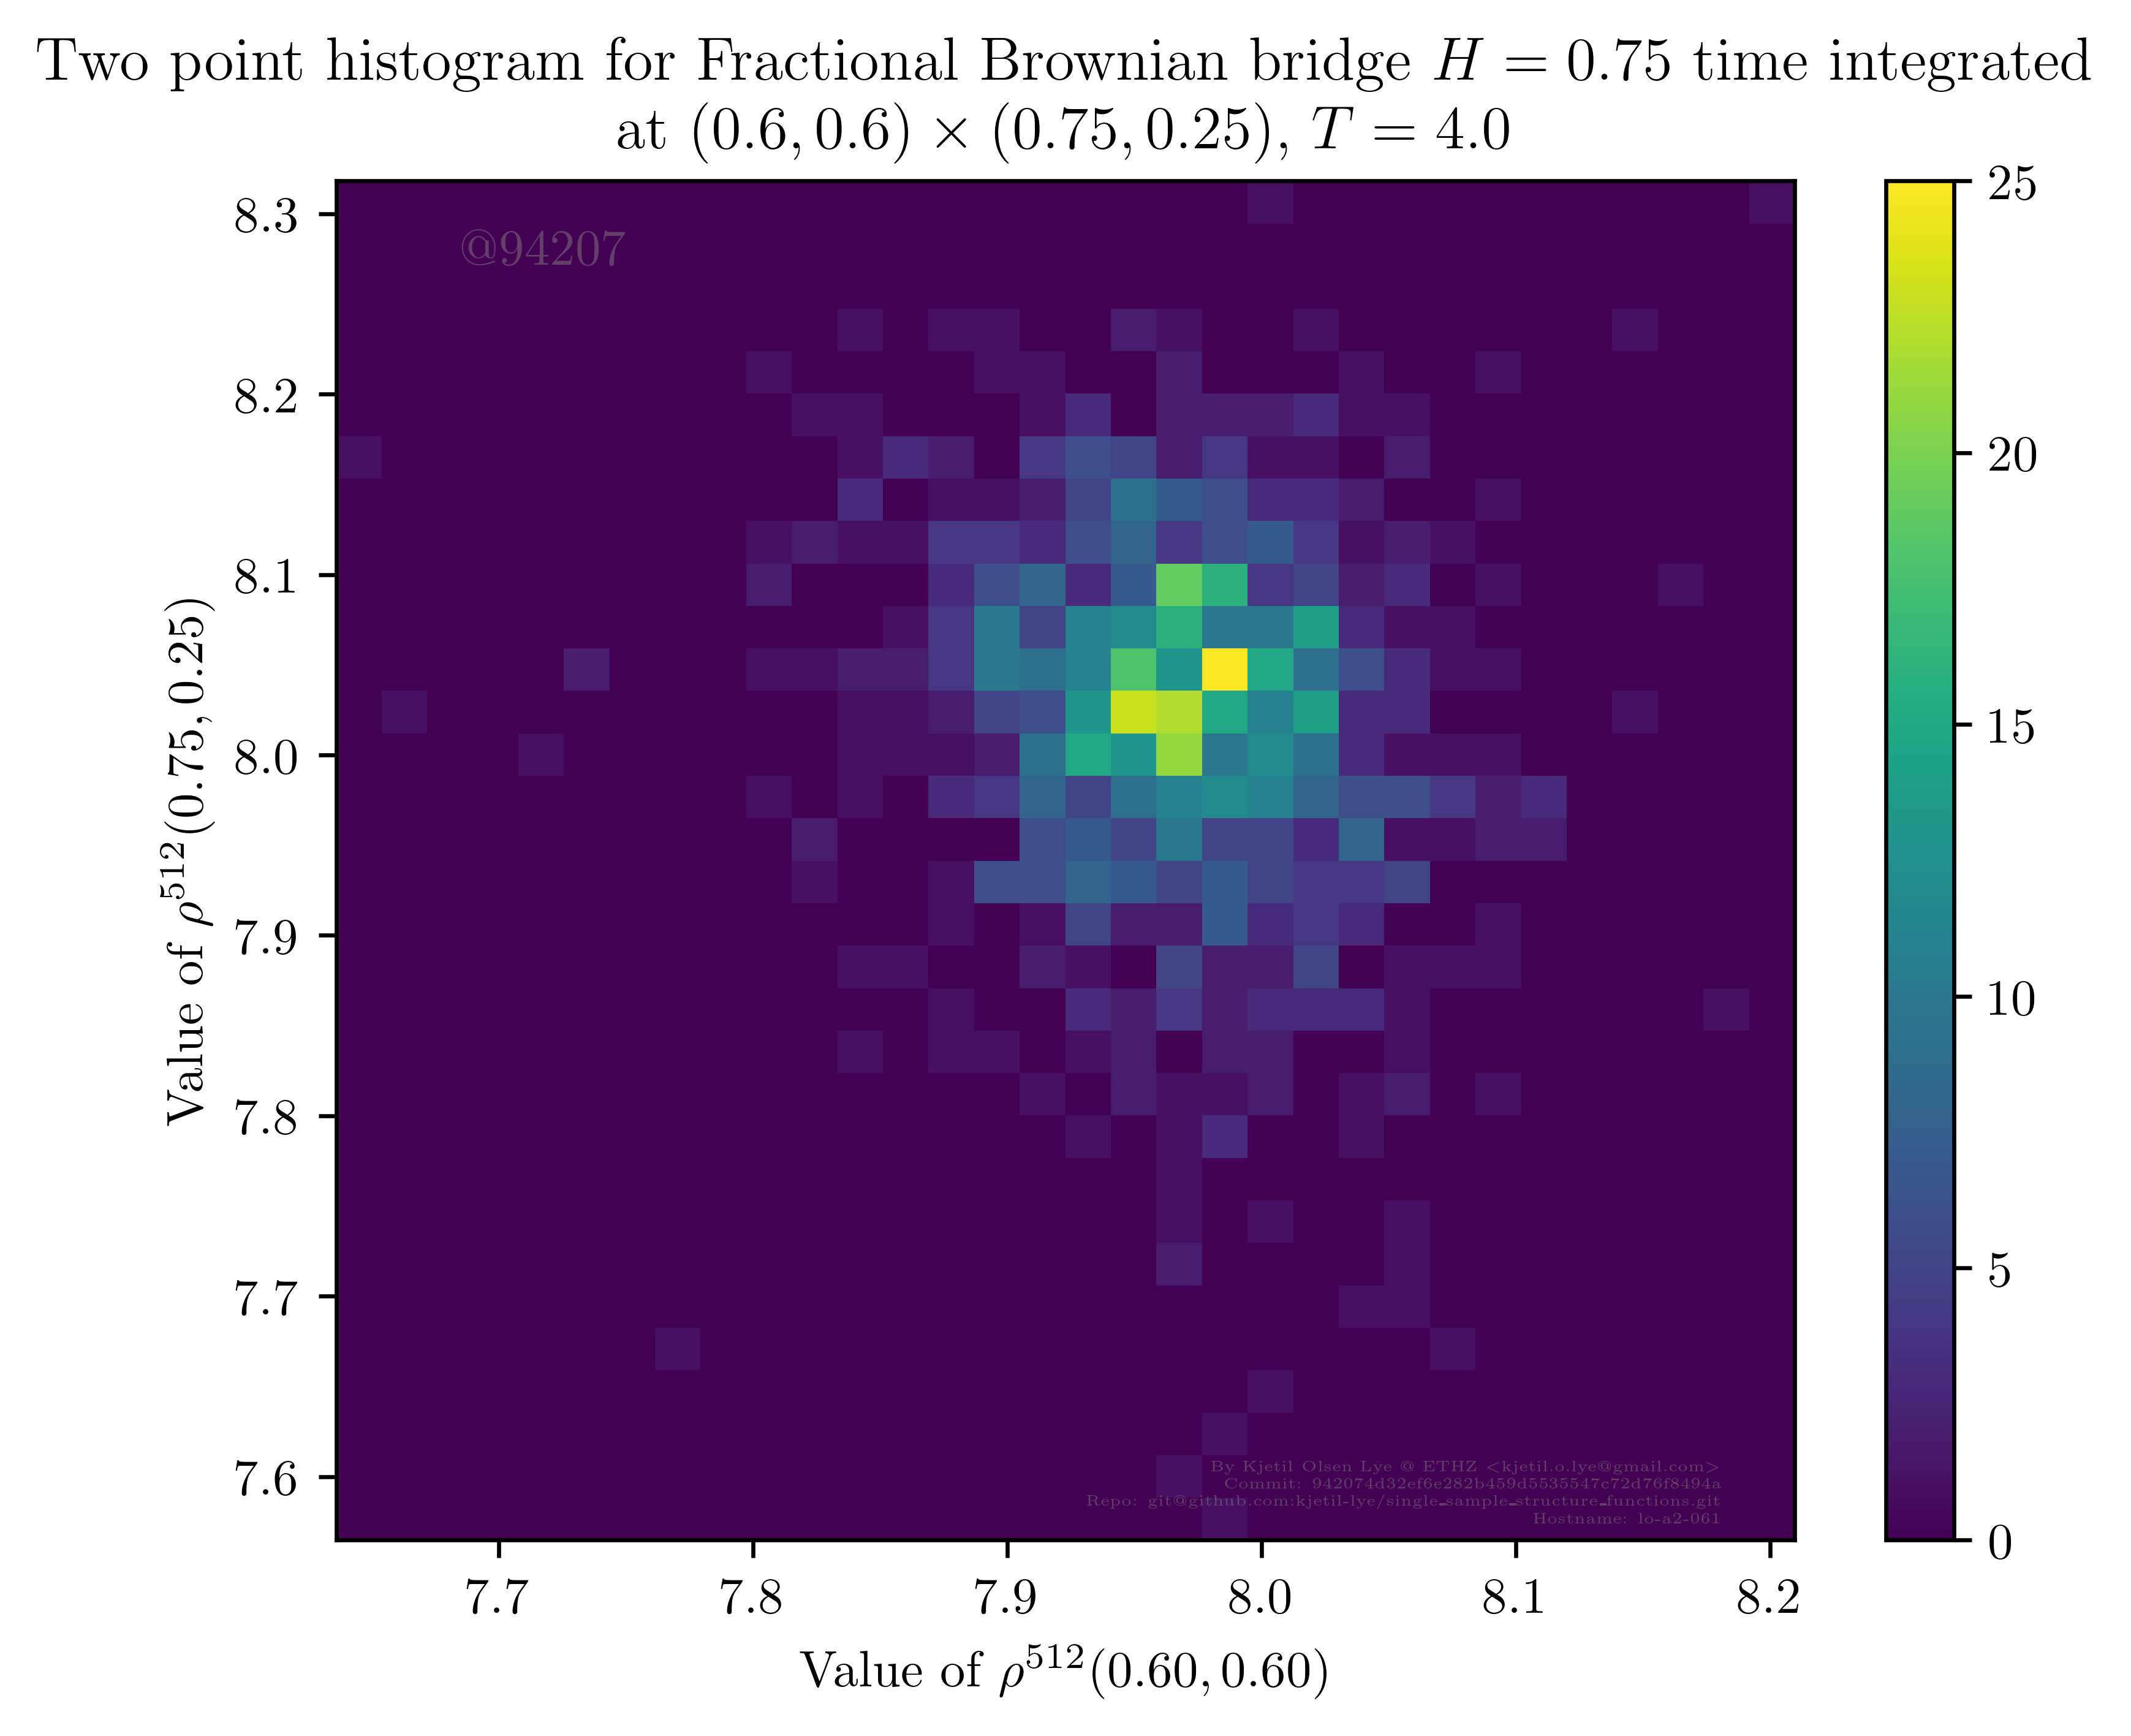 Two point histogram for Fractional Brownian bridge H = 0.75 time integrated
at (0.6, 0.6) × (0.75, 0.25), T = 4.0
@94207
8.3
8.2
8.1
8.0
7.9
7.8
7.7
7.6
Value of ρ^512(0.75, 0.25)
7.7 7.8 7.9 8.0 8.1 8.2
Value of ρ^512(0.60, 0.60)
25
20
15
10
5
0
By Kjetil Olsen Lye @ ETHZ <kjetil.o.lye@gmail.com>
Commit: 942074d32ef6e282b459d5535547c72d76f8494a
Repo: git@github.com:kjetil-lye/single_sample_structure_functions.git
Hostname: lo-a2-061